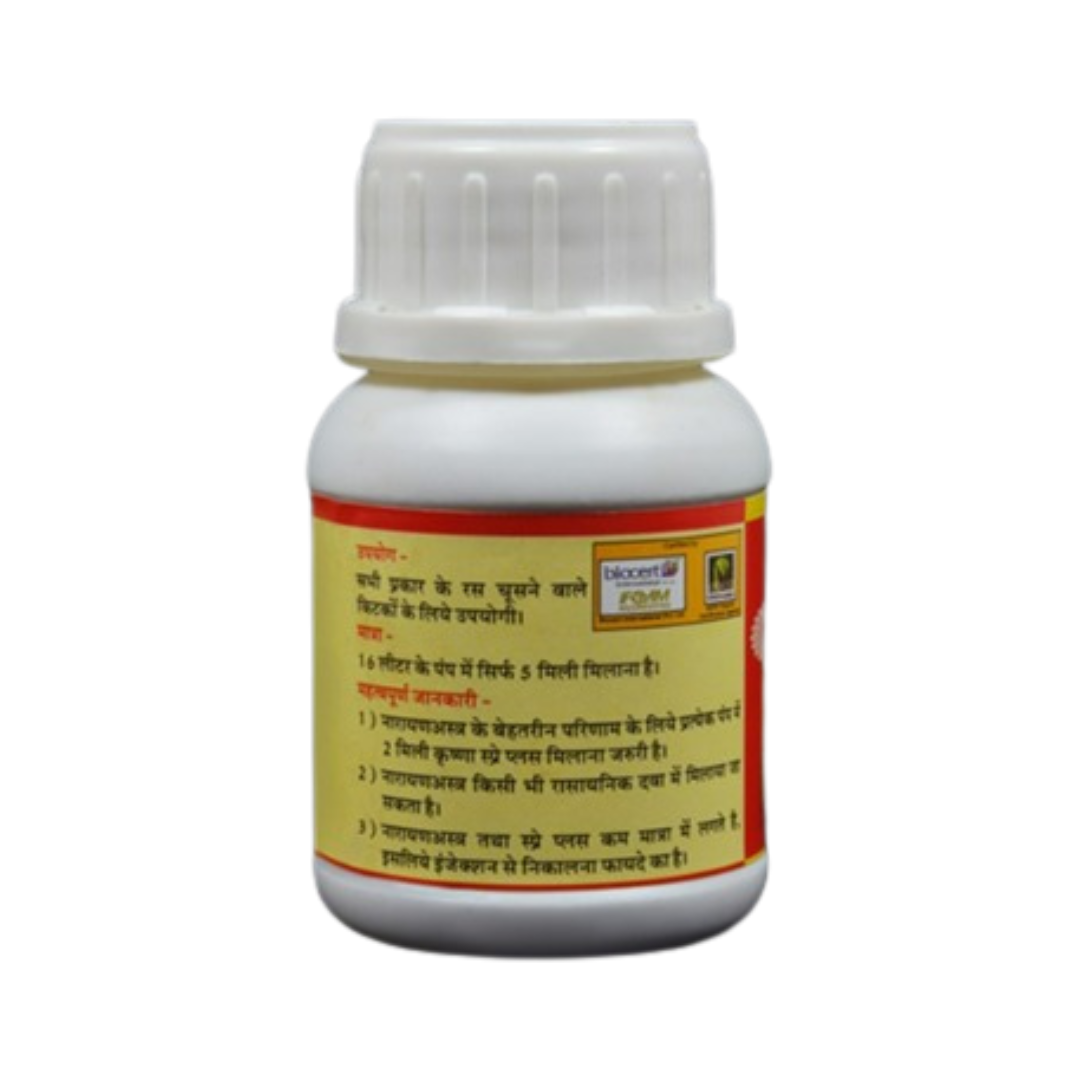 उपयोग -
सभी प्रकार के रस चूसने वाले
किटकों के लिये उपयोगी।
biocert
मात्रा -
16 लीटर के पंप में सिर्फ 5 मिली मिलाना है।
महत्वपूर्ण जानकारी -
1) नारायणअस्त्र के बेहतरीन परिणाम के लिये प्रत्येक पंप में
2 मिली कृष्णा स्प्रे प्लस मिलाना जरुरी है।
2) नारायणअस्त्र किसी भी रासायनिक दवा में मिलाया जा
सकता है।
3) नारायणअस्त्र तथा स्प्रे प्लस कम मात्रा में लगते है,
इसलिये इंजेक्शन से निकालना फायदे का है।